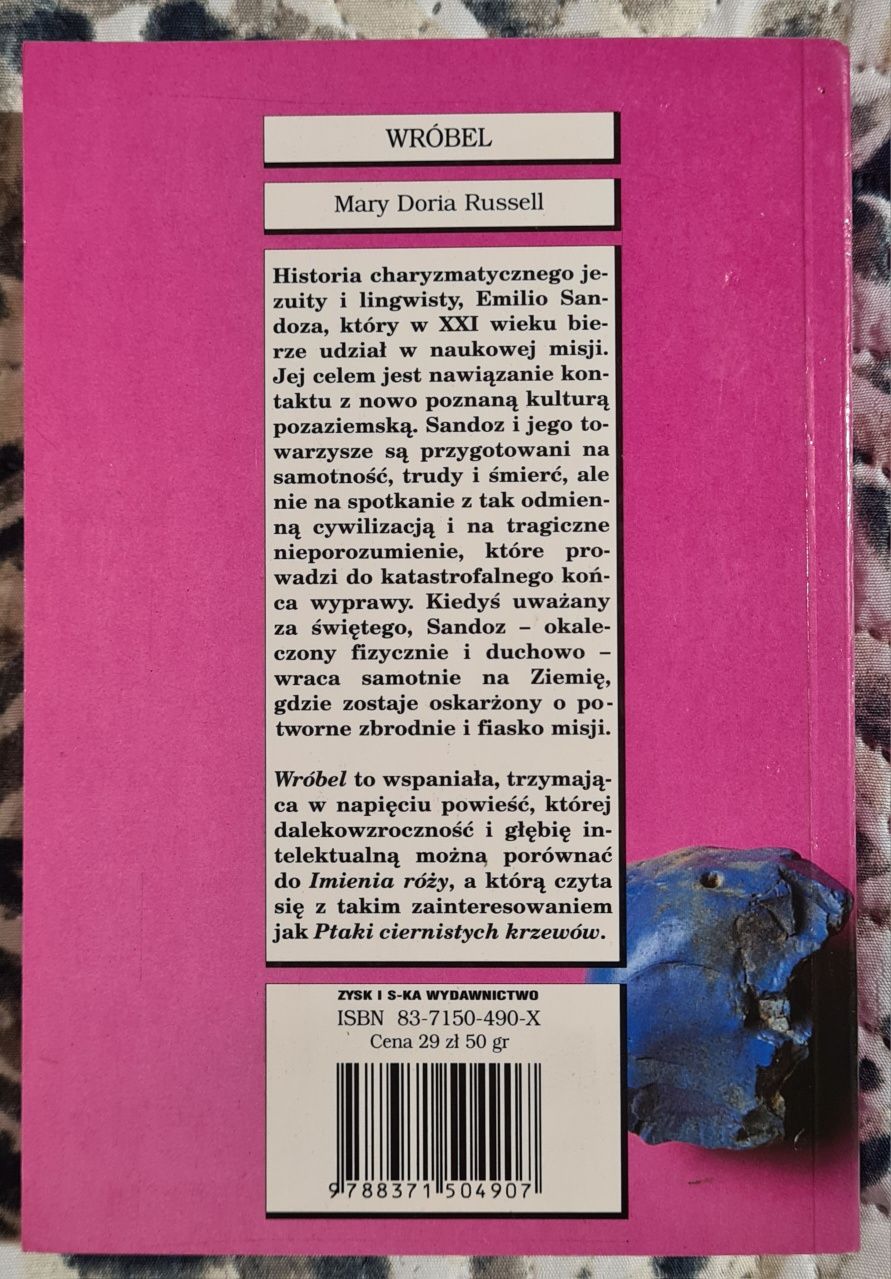 WRÓBEL
Mary Doria Russell
Historia charyzmatycznego je-
zuity i lingwisty, Emilio San-
doza, który w XXI wieku bie-
rze udział w naukowej misji.
Jej celem jest nawiązanie kon-
taktu z nowo poznaną kulturą
pozaziemską. Sandoz i jego to-
warzysze są przygotowani na
samotność, trudy i śmierć, ale
nie na spotkanie z tak odmien-
ną cywilizacją i na tragiczne
nieporozumienie, które pro-
wadzi do katastrofalnego koń-
ca wyprawy. Kiedyś uważany
za świętego, Sandoz – okale-
czony fizycznie i duchowo –
wraca samotnie na Ziemię,
gdzie zostaje oskarżony o po-
tworne zbrodnie i fiasko misji.
Wróbel to wspaniała, trzymają-
ca w napięciu powieść, której
dalekowzroczność i głębię in-
telektualną można porównać
do Imienia róży, a którą czyta
się z takim zainteresowaniem
jak Ptaki ciernistych krzewów.
ZYSK I S-KA WYDAWNICTWO
ISBN 83-7150-490-X
Cena 29 zł 50 gr
9788371504907